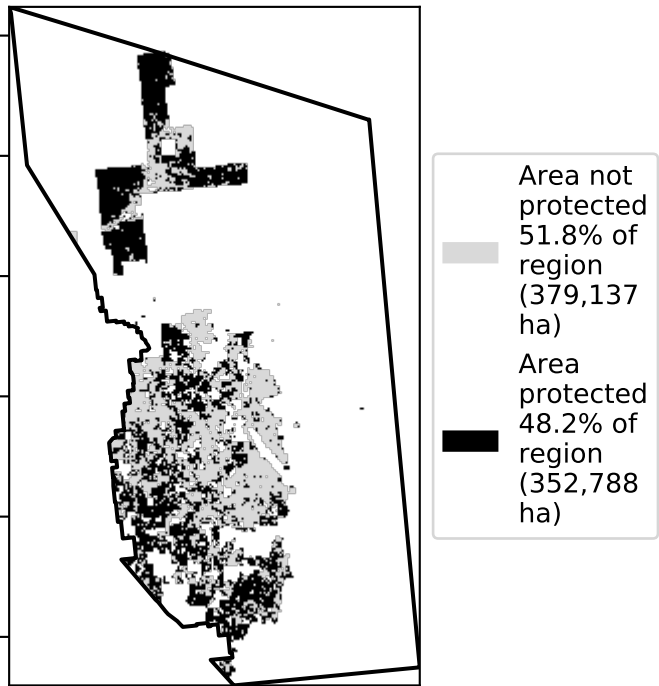 Area not
protected
51.8% of
region
(379,137
ha)
Area
protected
48.2% of
region
(352,788
ha)